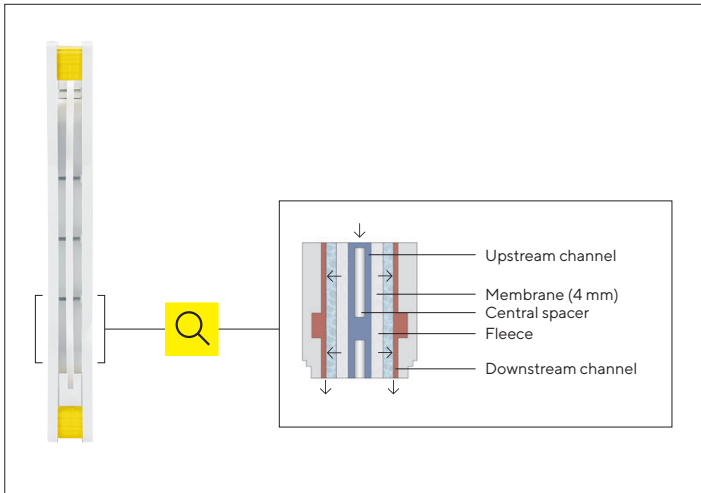 Upstream channel
Membrane (4 mm)
Central spacer
Fleece
Downstream channel